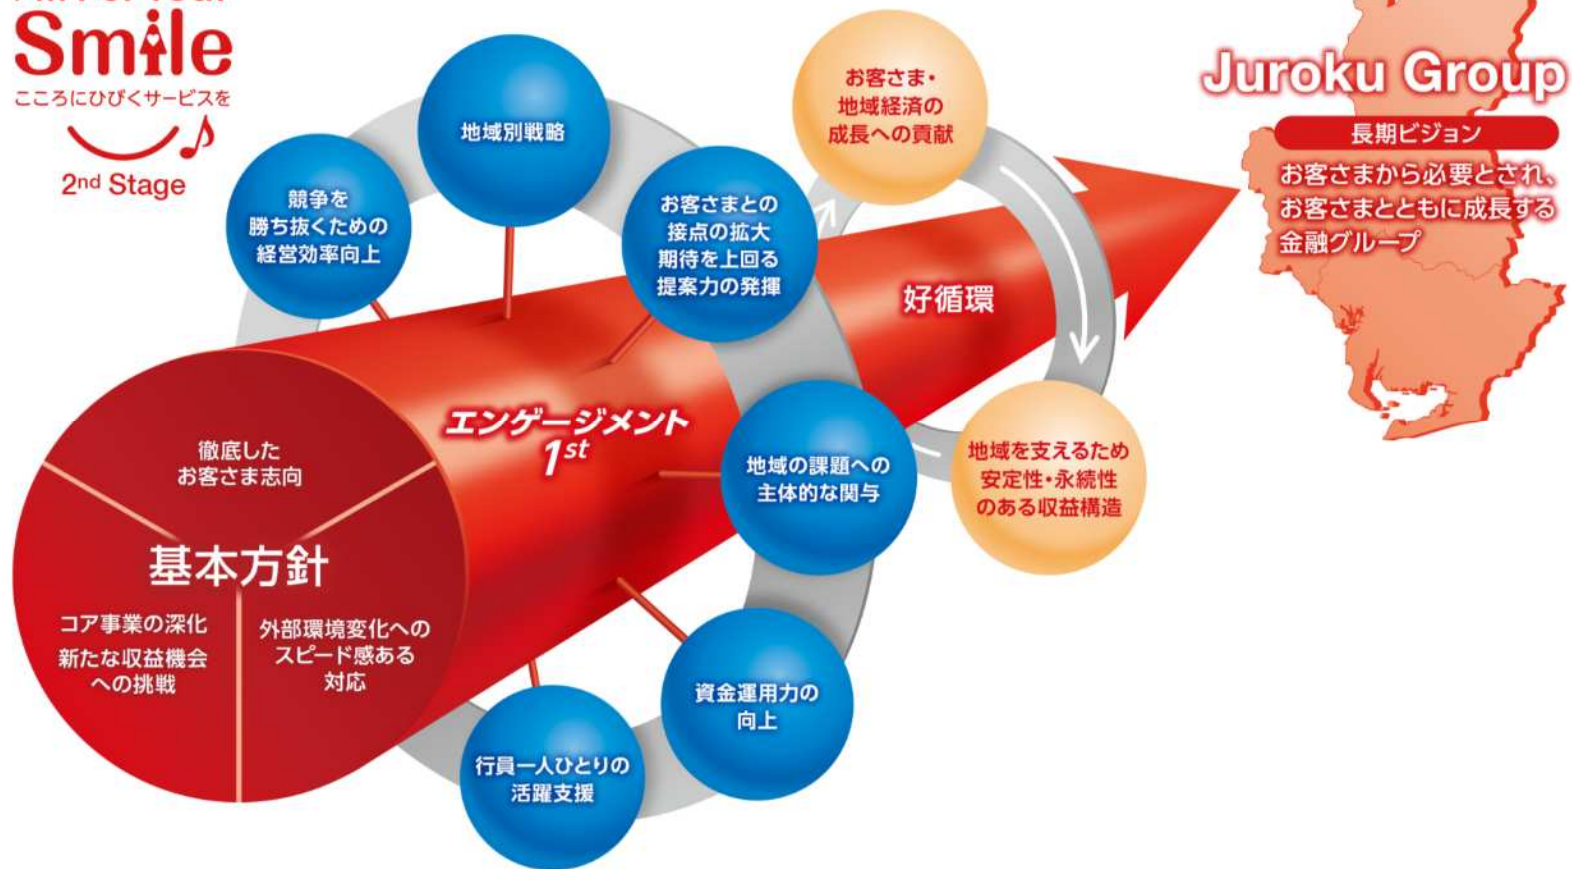 Smile
こころにひびくサービスを
2nd Stage
地域別戦略
競争を
勝ち抜くための
経営効率向上
お客さまとの
接点の拡大
期待を上回る
提案力の発揮
お客さま・
地域経済の
成長への貢献
好循環
Juroku Group
長期ビジョン
お客さまから必要とされ、
お客さまとともに成長する
金融グループ
エンゲージメント
1st
地域の課題への
主体的な関与
地域を支えるため
安定性・永続性
のある収益構造
徹底した
お客さま志向
基本方針
コア事業の深化
新たな収益機会
への挑戦
外部環境変化への
スピード感ある
対応
資金運用力の
向上
行員一人ひとりの
活躍支援